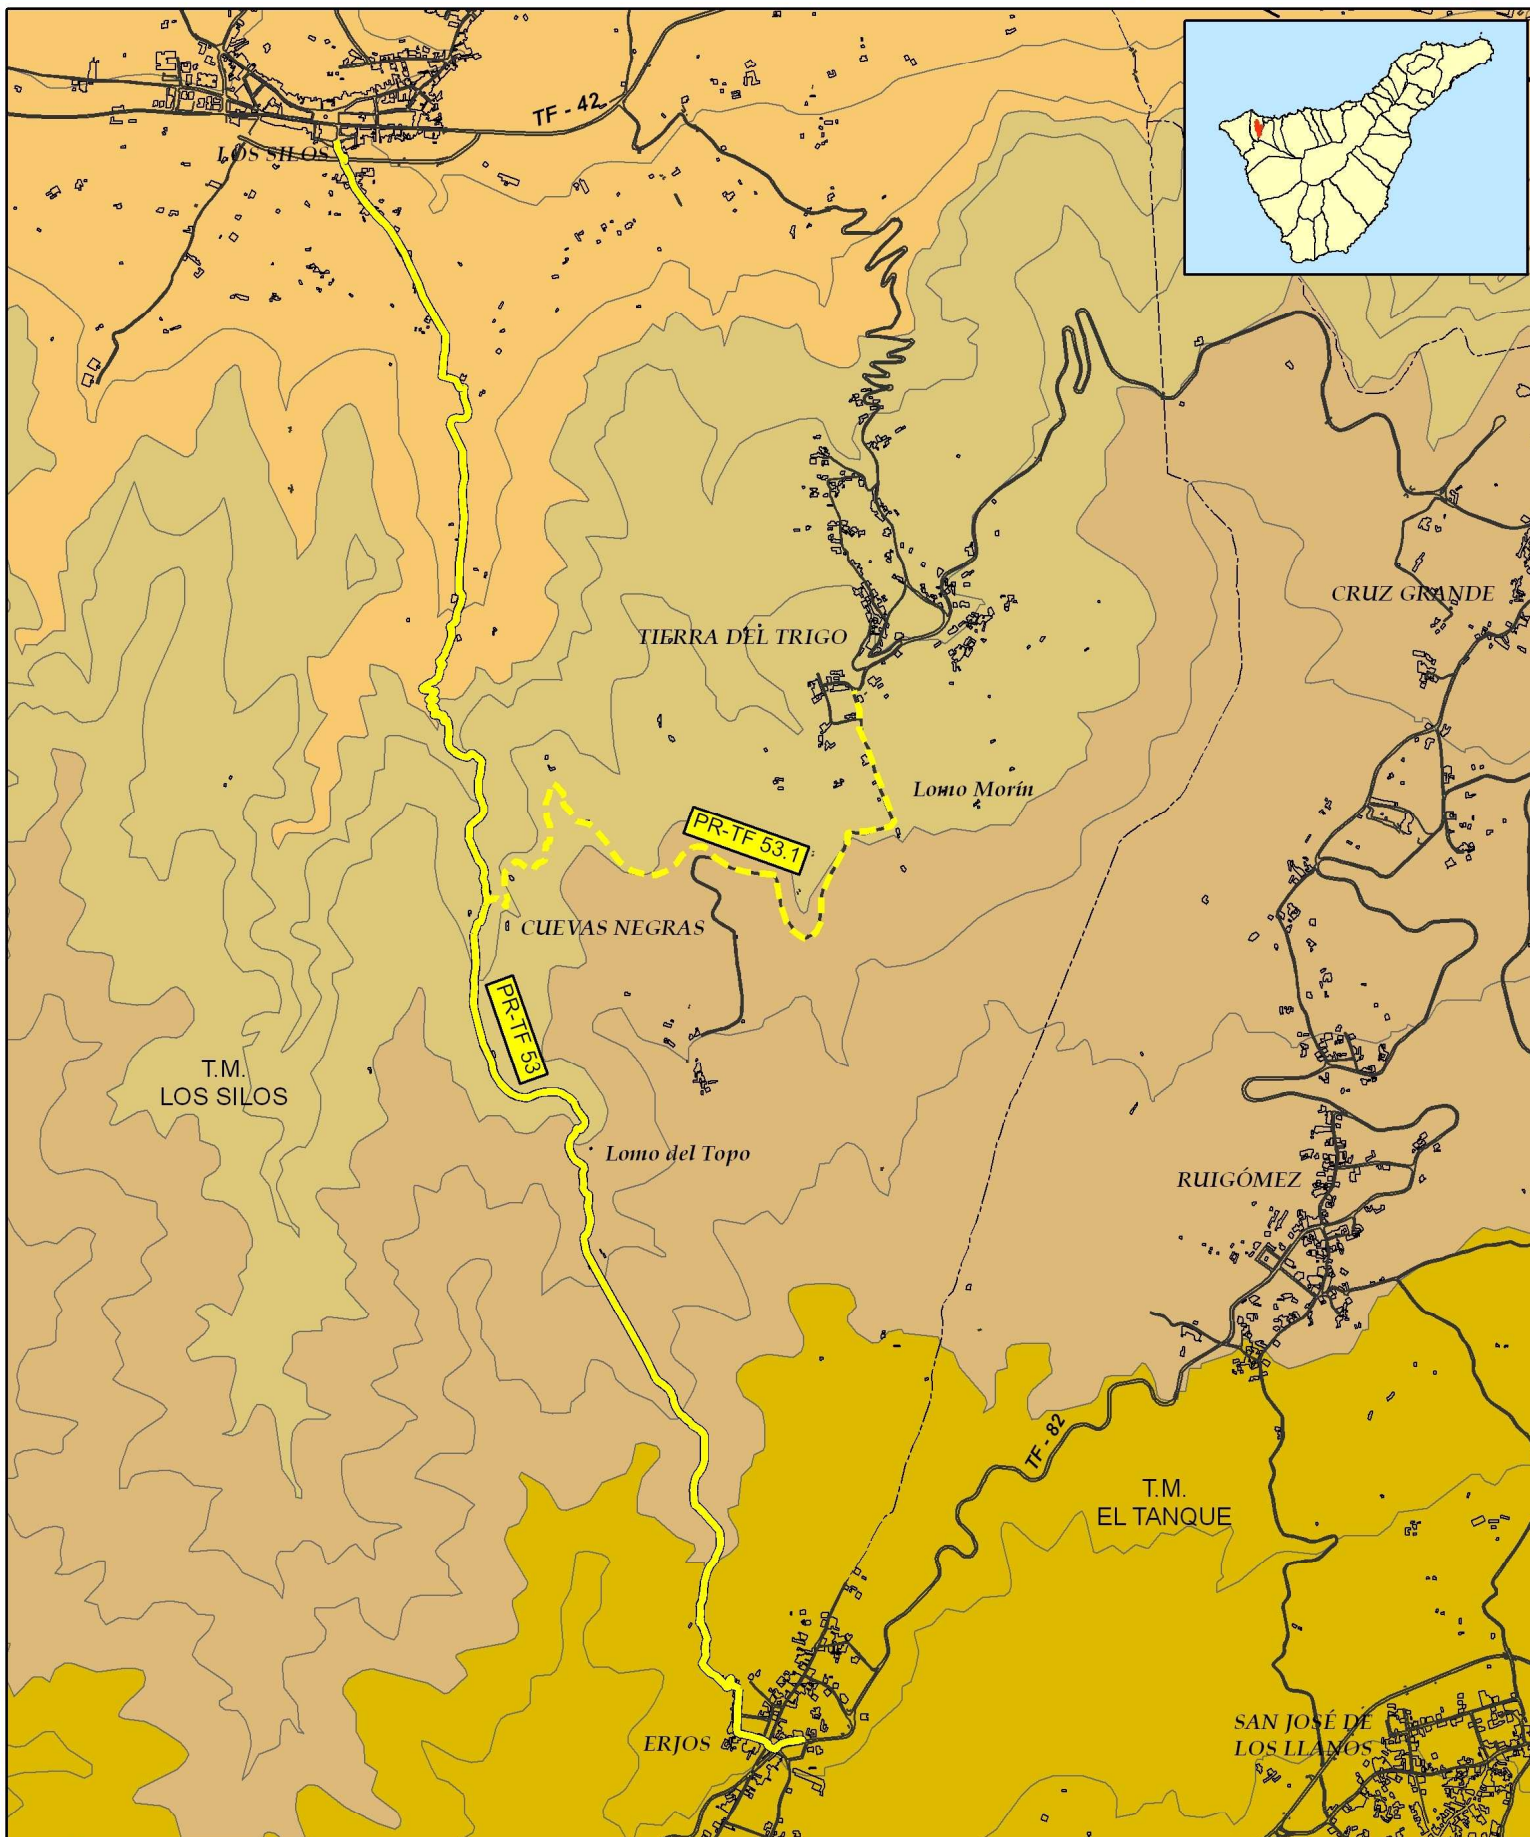 TF - 42
LOS SILOS
CRUZ GRANDE
TIERRA DEL TRIGO
Lomo Morín
PR-TF 53.1
CUEVAS NEGRAS
PR-TF 53
T.M.
LOS SILOS
Lomo del Topo
RUIGÓMEZ
TF - 82
T.M.
EL TANQUE
SAN JOSÉ DE
LOS LLANOS
ERJOS